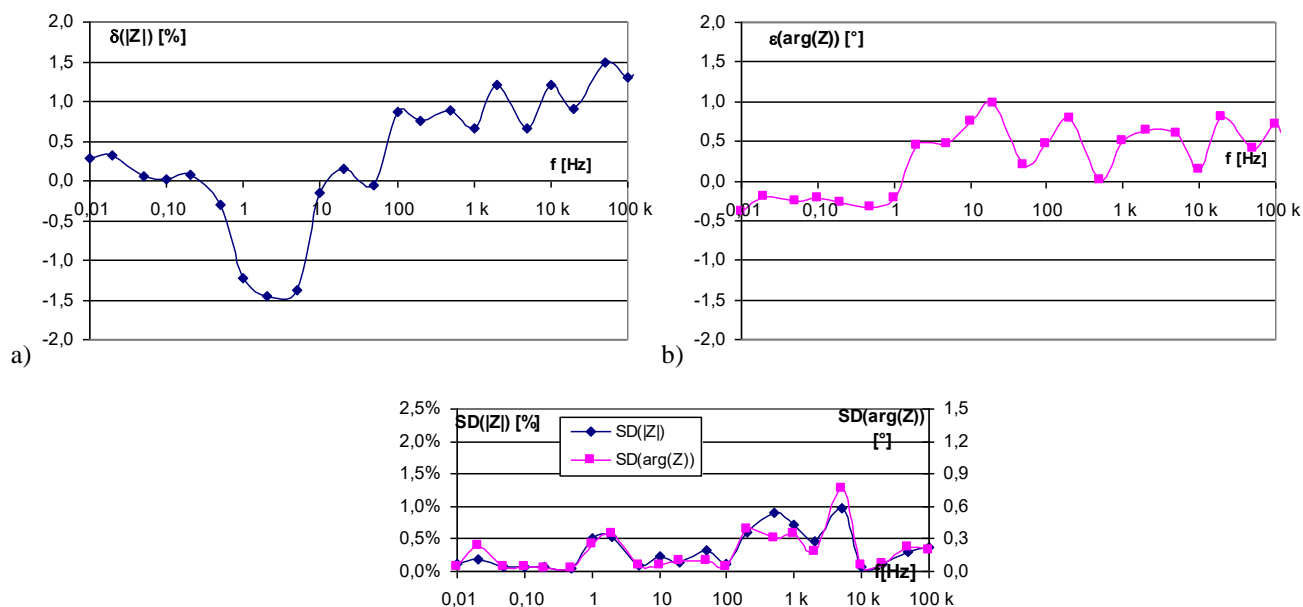 δ(|Z|) [%]
2,0
1,5
1,0
0,5
0,0
-0,5
-1,0
-1,5
-2,0
0,01 0,10 1 10 100 1 k 10 k 100 k
f [Hz]
a)
ε(arg(Z)) [°]
2,0
1,5
1,0
0,5
0,0
-0,5
-1,0
-1,5
-2,0
0,01 0,10 1 10 100 1 k 10 k 100 k
f [Hz]
b)
SD(|Z|) [%]
SD(arg(Z))
[°]
2,5%
2,0%
1,5%
1,0%
0,5%
0,0%
SD(|Z|)
SD(arg(Z))
1,5
1,2
0,9
0,6
0,3
0,0
f[Hz]
0,01 0,10 1 10 100 1 k 10 k 100 k